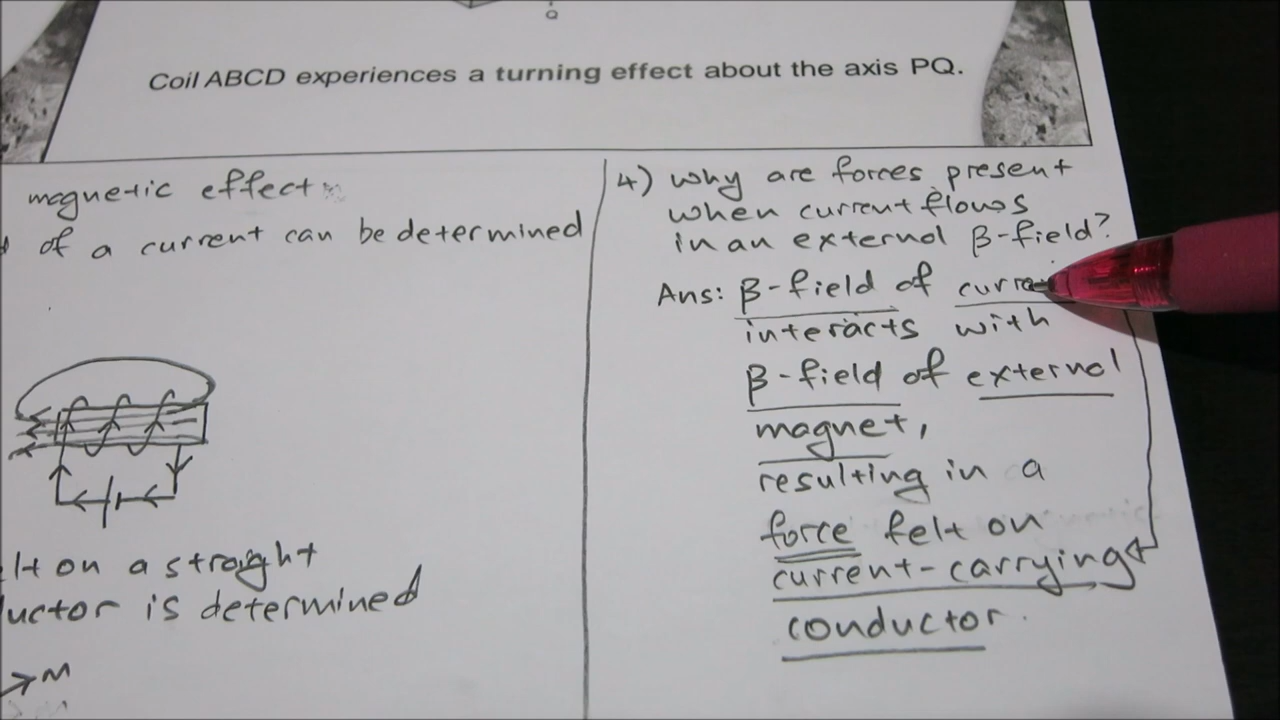 Q
Coil ABCD experiences a turning effect about the axis PQ.
magnetic effect
of a current can be determined
on a straight
is determined
M
4) why are forces present
when current flows
in an external β-field?
Ans: β-field of
interacts with
β-field of external
magnet,
resulting in a
force felt on
current-carrying
conductor.